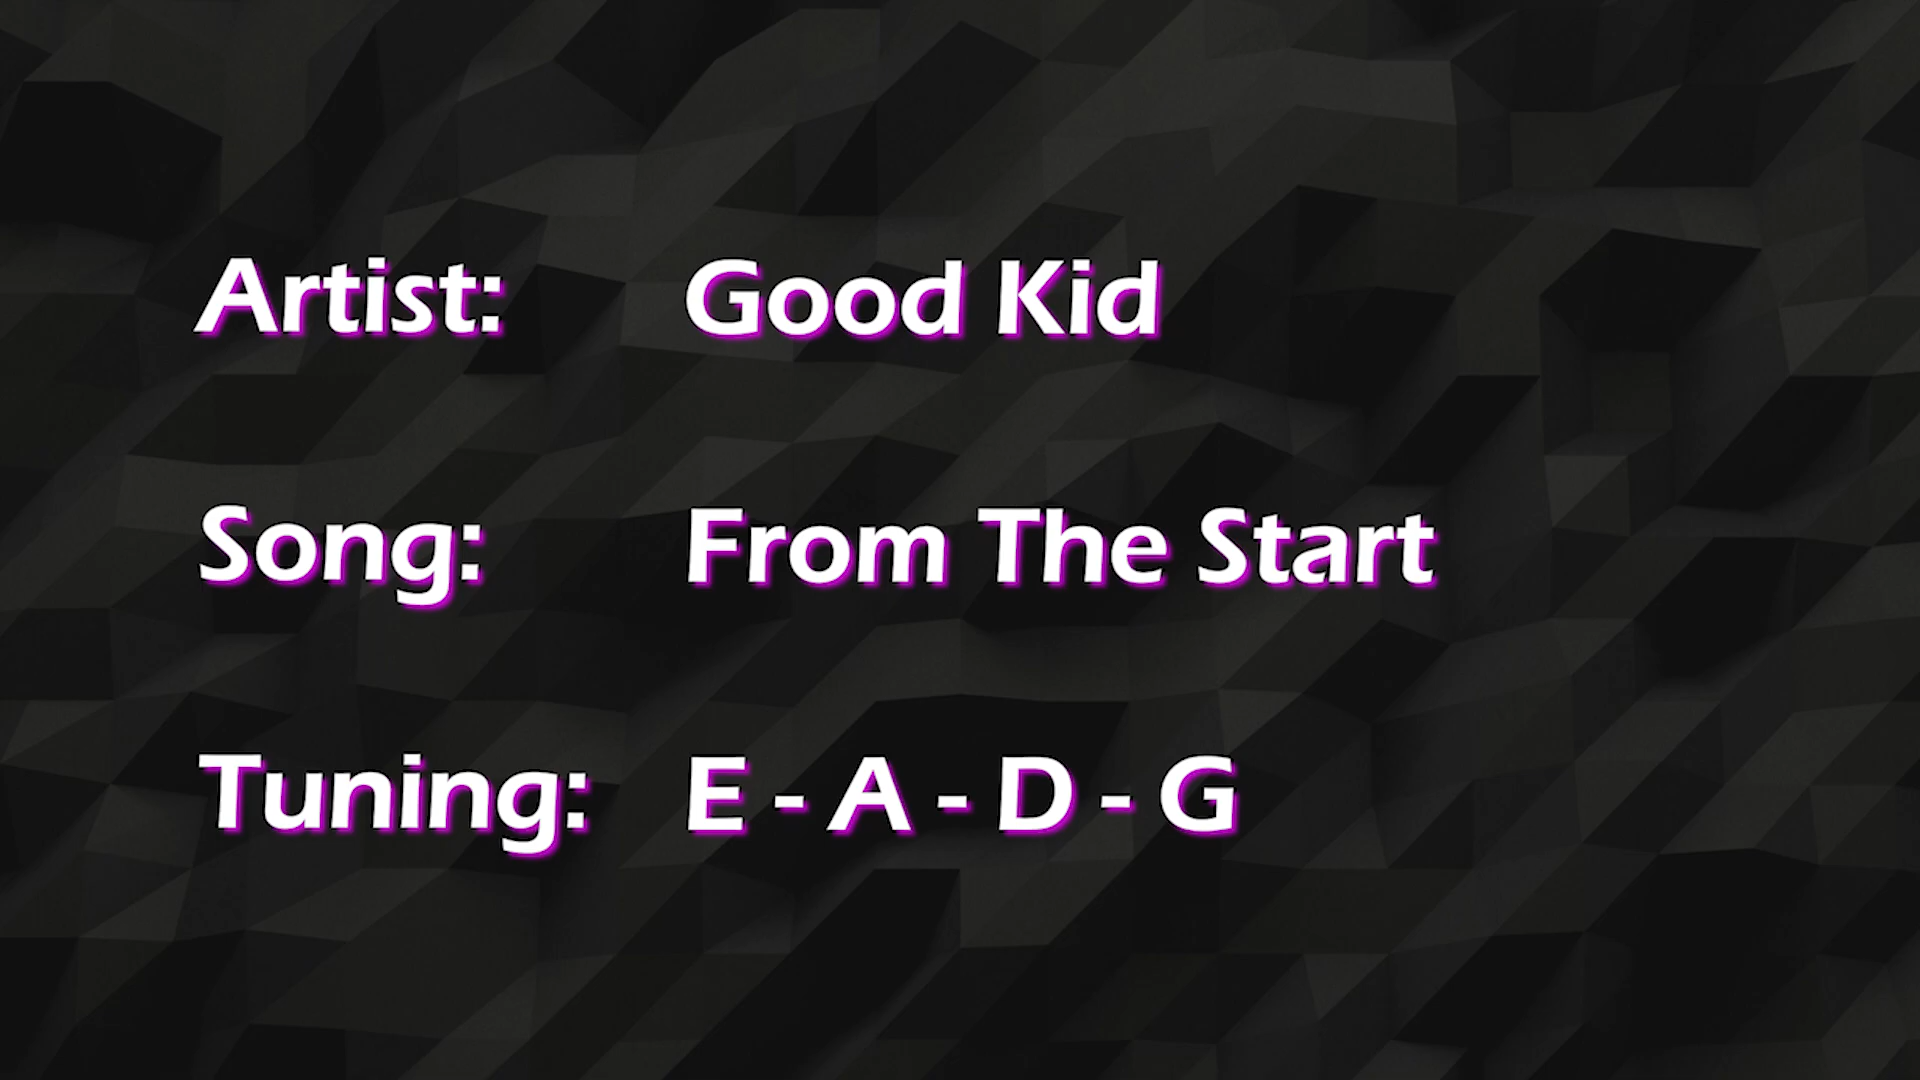 Artist: Good Kid
Song: From The Start
Tuning: E - A - D - G